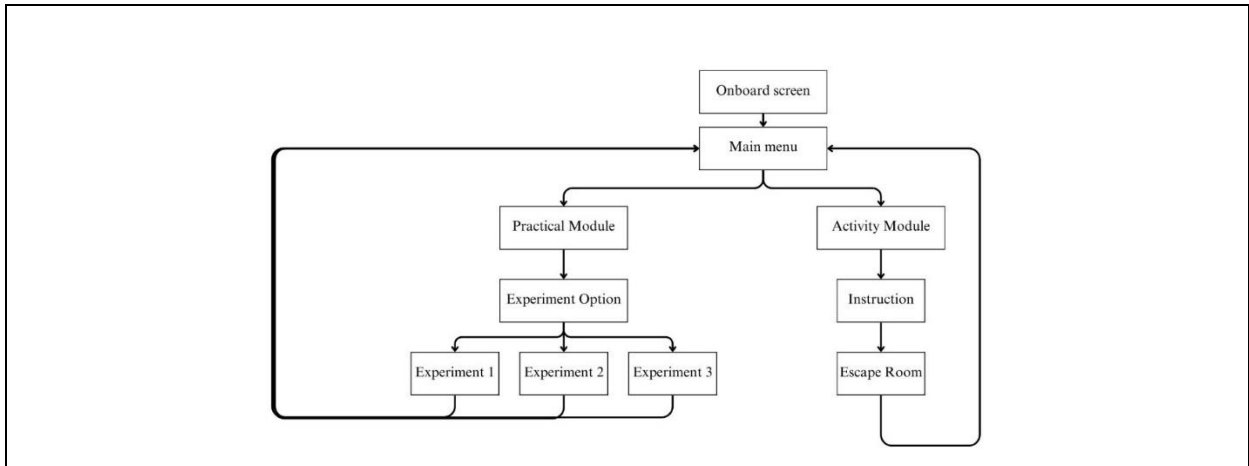 Onboard screen
Main menu
Practical Module
Activity Module
Experiment Option
Instruction
Experiment 1
Experiment 2
Experiment 3
Escape Room